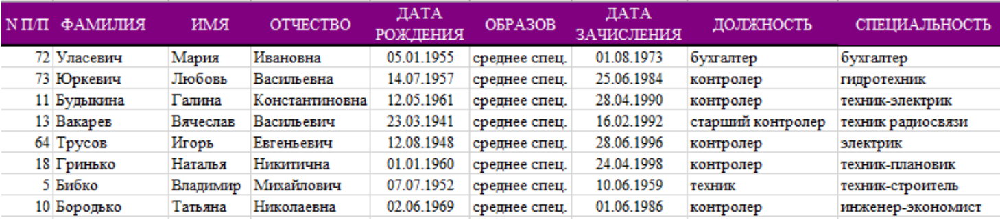 N П/П ФАМИЛИЯ ИМЯ ОТЧЕСТВО ДАТА РОЖДЕНИЯ ОБРАЗОВ ДАТА ЗАЧИСЛЕНИЯ ДОЛЖНОСТЬ СПЕЦИАЛЬНОСТЬ
72 Уласевич Мария Ивановна 05.01.1955 среднее спец. 01.08.1973 бухгалтер бухгалтер
73 Юркевич Любовь Васильевна 14.07.1957 среднее спец. 25.06.1984 контролер гидротехник
11 Будыкина Галина Константиновна 12.05.1961 среднее спец. 28.04.1990 контролер техник-электрик
13 Вакарев Вячеслав Васильевич 23.03.1941 среднее спец. 16.02.1992 старший контролер техник радиосвязи
64 Трусов Игорь Евгеньевич 12.08.1948 среднее спец. 28.06.1996 контролер электрик
18 Гринько Наталья Никитична 01.01.1960 среднее спец. 24.04.1998 контролер техник-плановик
5 Бибко Владимир Михайлович 07.07.1952 среднее спец. 10.06.1959 техник техник-строитель
10 Бородько Татьяна Николаевна 02.06.1969 среднее спец. 01.06.1986 контролер инженер-экономист